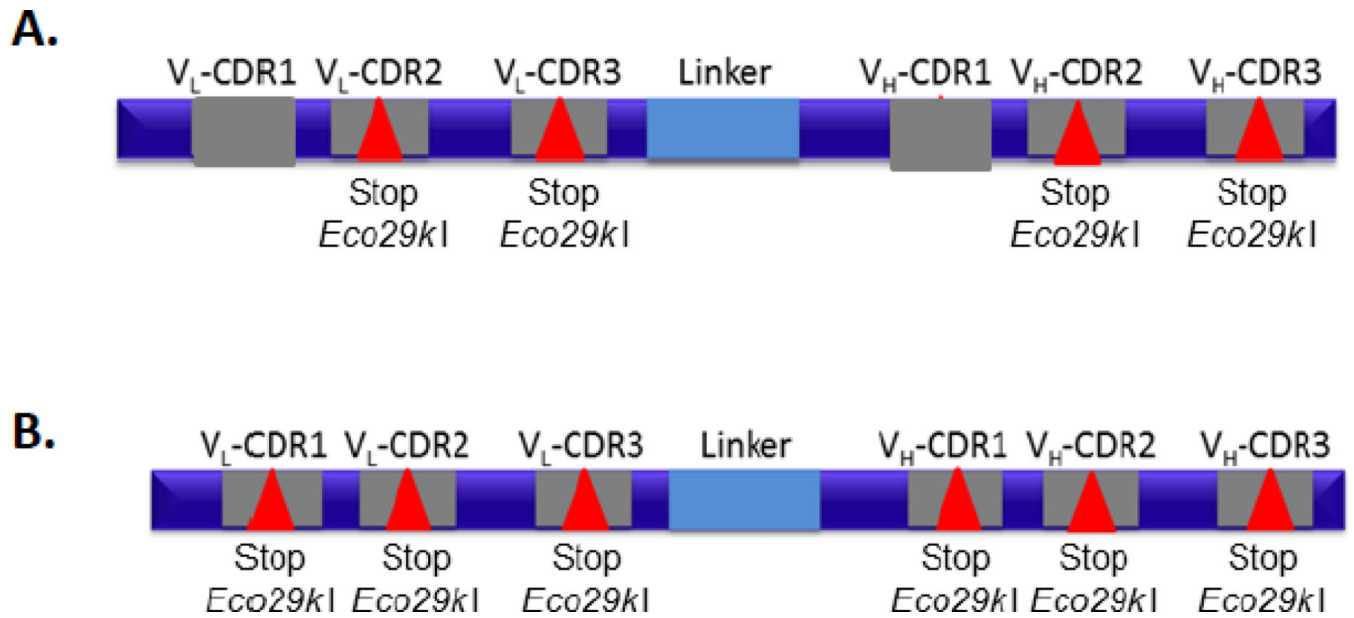 A.
VL-CDR1 VL-CDR2 VL-CDR3 Linker VH-CDR1 VH-CDR2 VH-CDR3
Stop Stop Stop Stop
Eco29kI Eco29kI Eco29kI Eco29kI
B.
VL-CDR1 VL-CDR2 VL-CDR3 Linker VH-CDR1 VH-CDR2 VH-CDR3
Stop Stop Stop Stop Stop Stop
Eco29kI Eco29kI Eco29kI Eco29kI Eco29kI Eco29kI